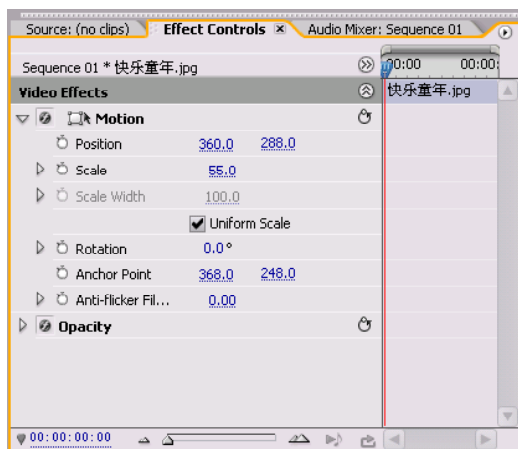 Source: (no clips) Effect Controls × Audio Mixer: Sequence 01
Sequence 01 * 快乐童年.jpg 00:00 00:00:
Video Effects 快乐童年.jpg
Motion
Position 360.0 288.0
Scale 55.0
Scale Width 100.0
Uniform Scale
Rotation 0.0°
Anchor Point 368.0 248.0
Anti-flicker Fil... 0.00
Opacity
00:00:00:00